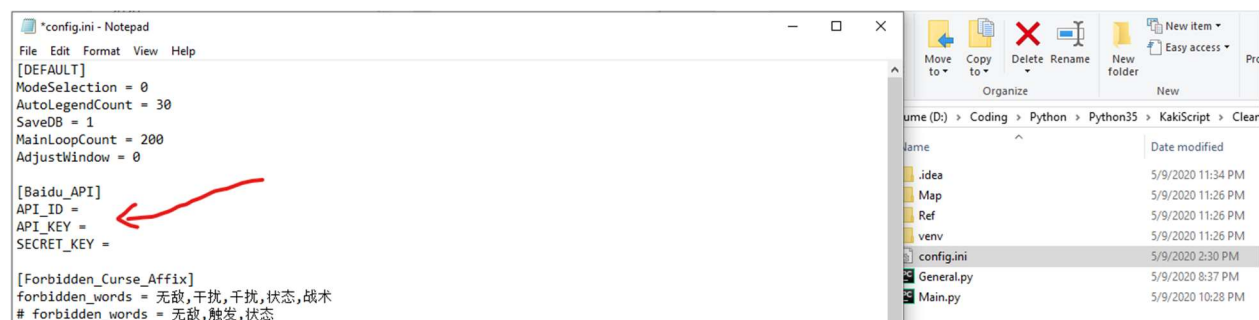 *config.ini - Notepad
File Edit Format View Help
[DEFAULT]
ModeSelection = 0
AutoLegendCount = 30
SaveDB = 1
MainLoopCount = 200
AdjustWindow = 0
[Baidu_API]
API_ID =
API_KEY =
SECRET_KEY =
[Forbidden_Curse_Affix]
forbidden_words = 无敌,干扰,千扰,状态,战术
# forbidden words = 无敌,触发,状态
Move to
Copy to
Delete
Rename
New folder
New item
Easy access
Organize
New
ume (D:) > Coding > Python > Python35 > KakiScript > Clean
Name
Date modified
.idea 5/9/2020 11:34 PM
Map 5/9/2020 11:26 PM
Ref 5/9/2020 11:26 PM
venv 5/9/2020 11:26 PM
config.ini 5/9/2020 2:30 PM
General.py 5/9/2020 8:37 PM
Main.py 5/9/2020 10:28 PM